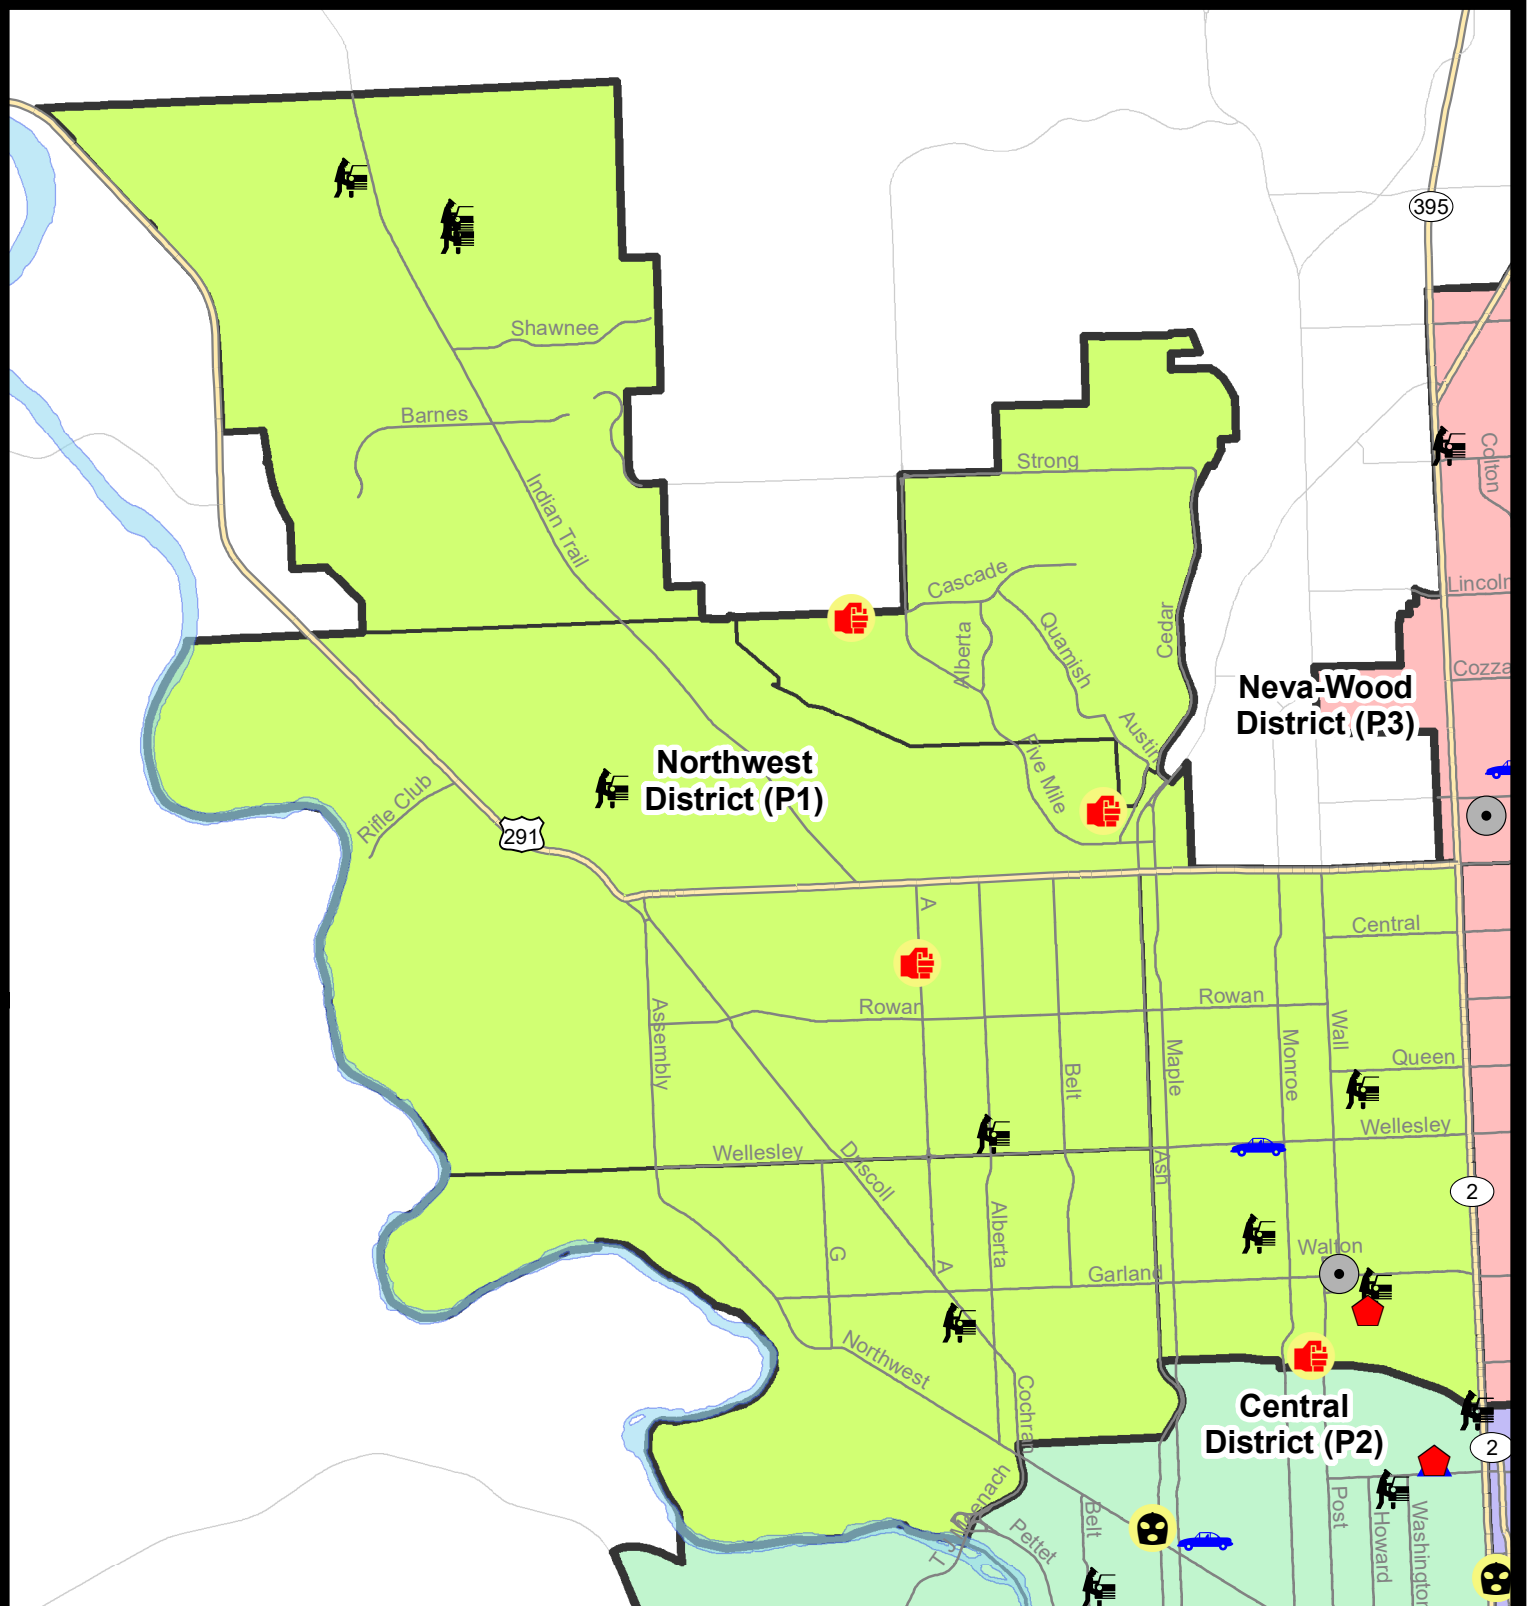 395
Shawnee
Barnes
Colton
Strong
Indian Trail
Cascade
Lincoln
Alberta
Quamish
Cedar
Cozza
Neva-Wood
District (P3)
Austin
Northwest
District (P1)
Five Mile
Rifle Club
291
A
Central
Rowan
Rowan
Assembly
Wall
Monroe
Maple
Queen
Belt
Wellesley
Wellesley
Driscoll
Ash
2
Alberta
G
A
Walton
Garland
Northwest
Cochran
Central
District (P2)
2
Post
Howard
Washington
Belt
Pettet